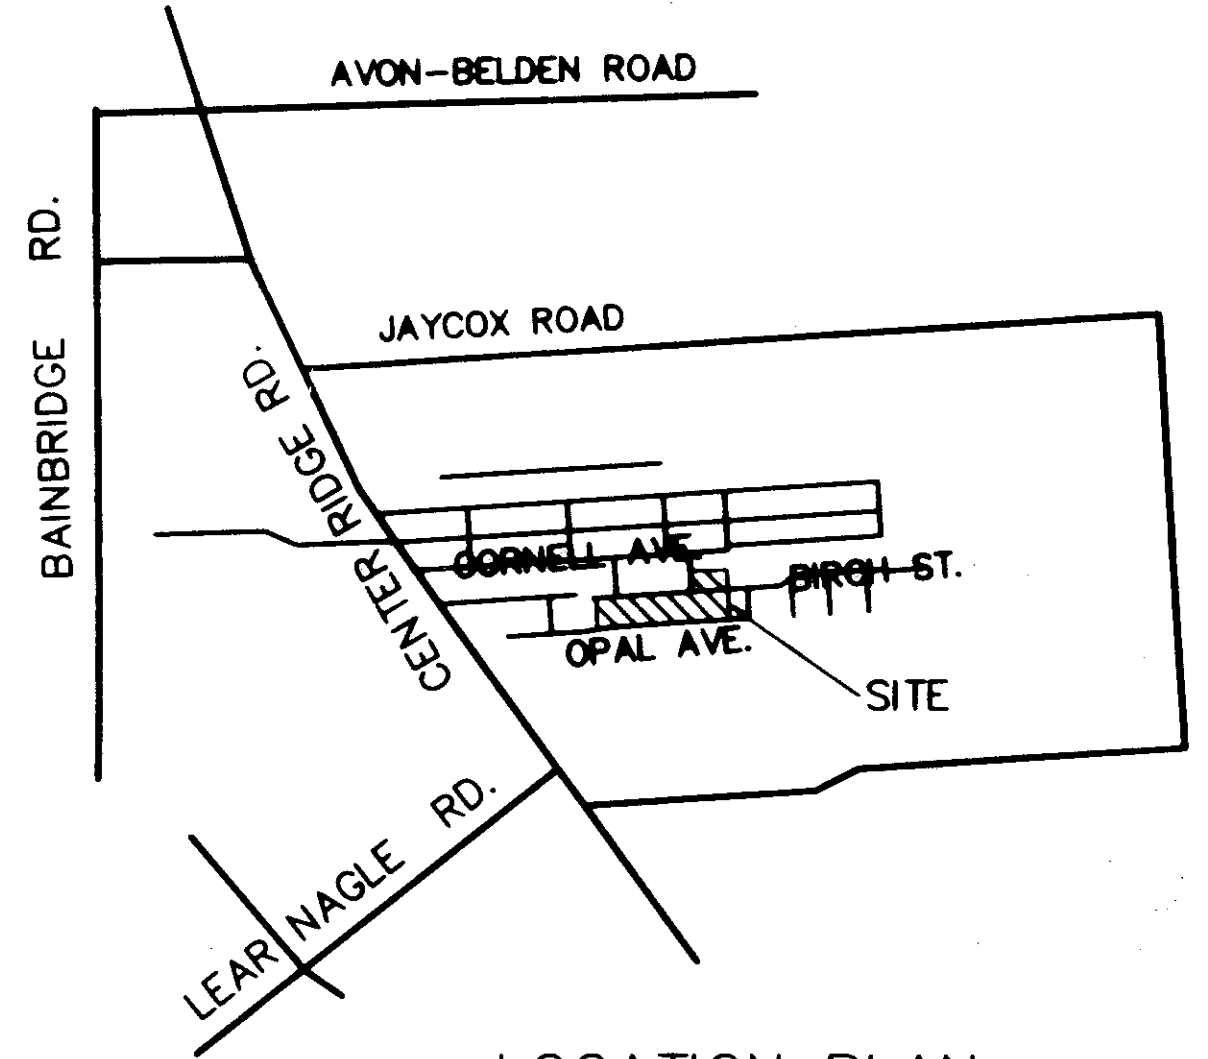 AVON-BELDEN ROAD
BAINBRIDGE RD.
JAYCOX ROAD
CENTER RIDGE RD.
CORNELL AVE.
BIRCH ST.
OPAL AVE.
SITE
LEAR NAGLE RD.
LOCATION PLAN